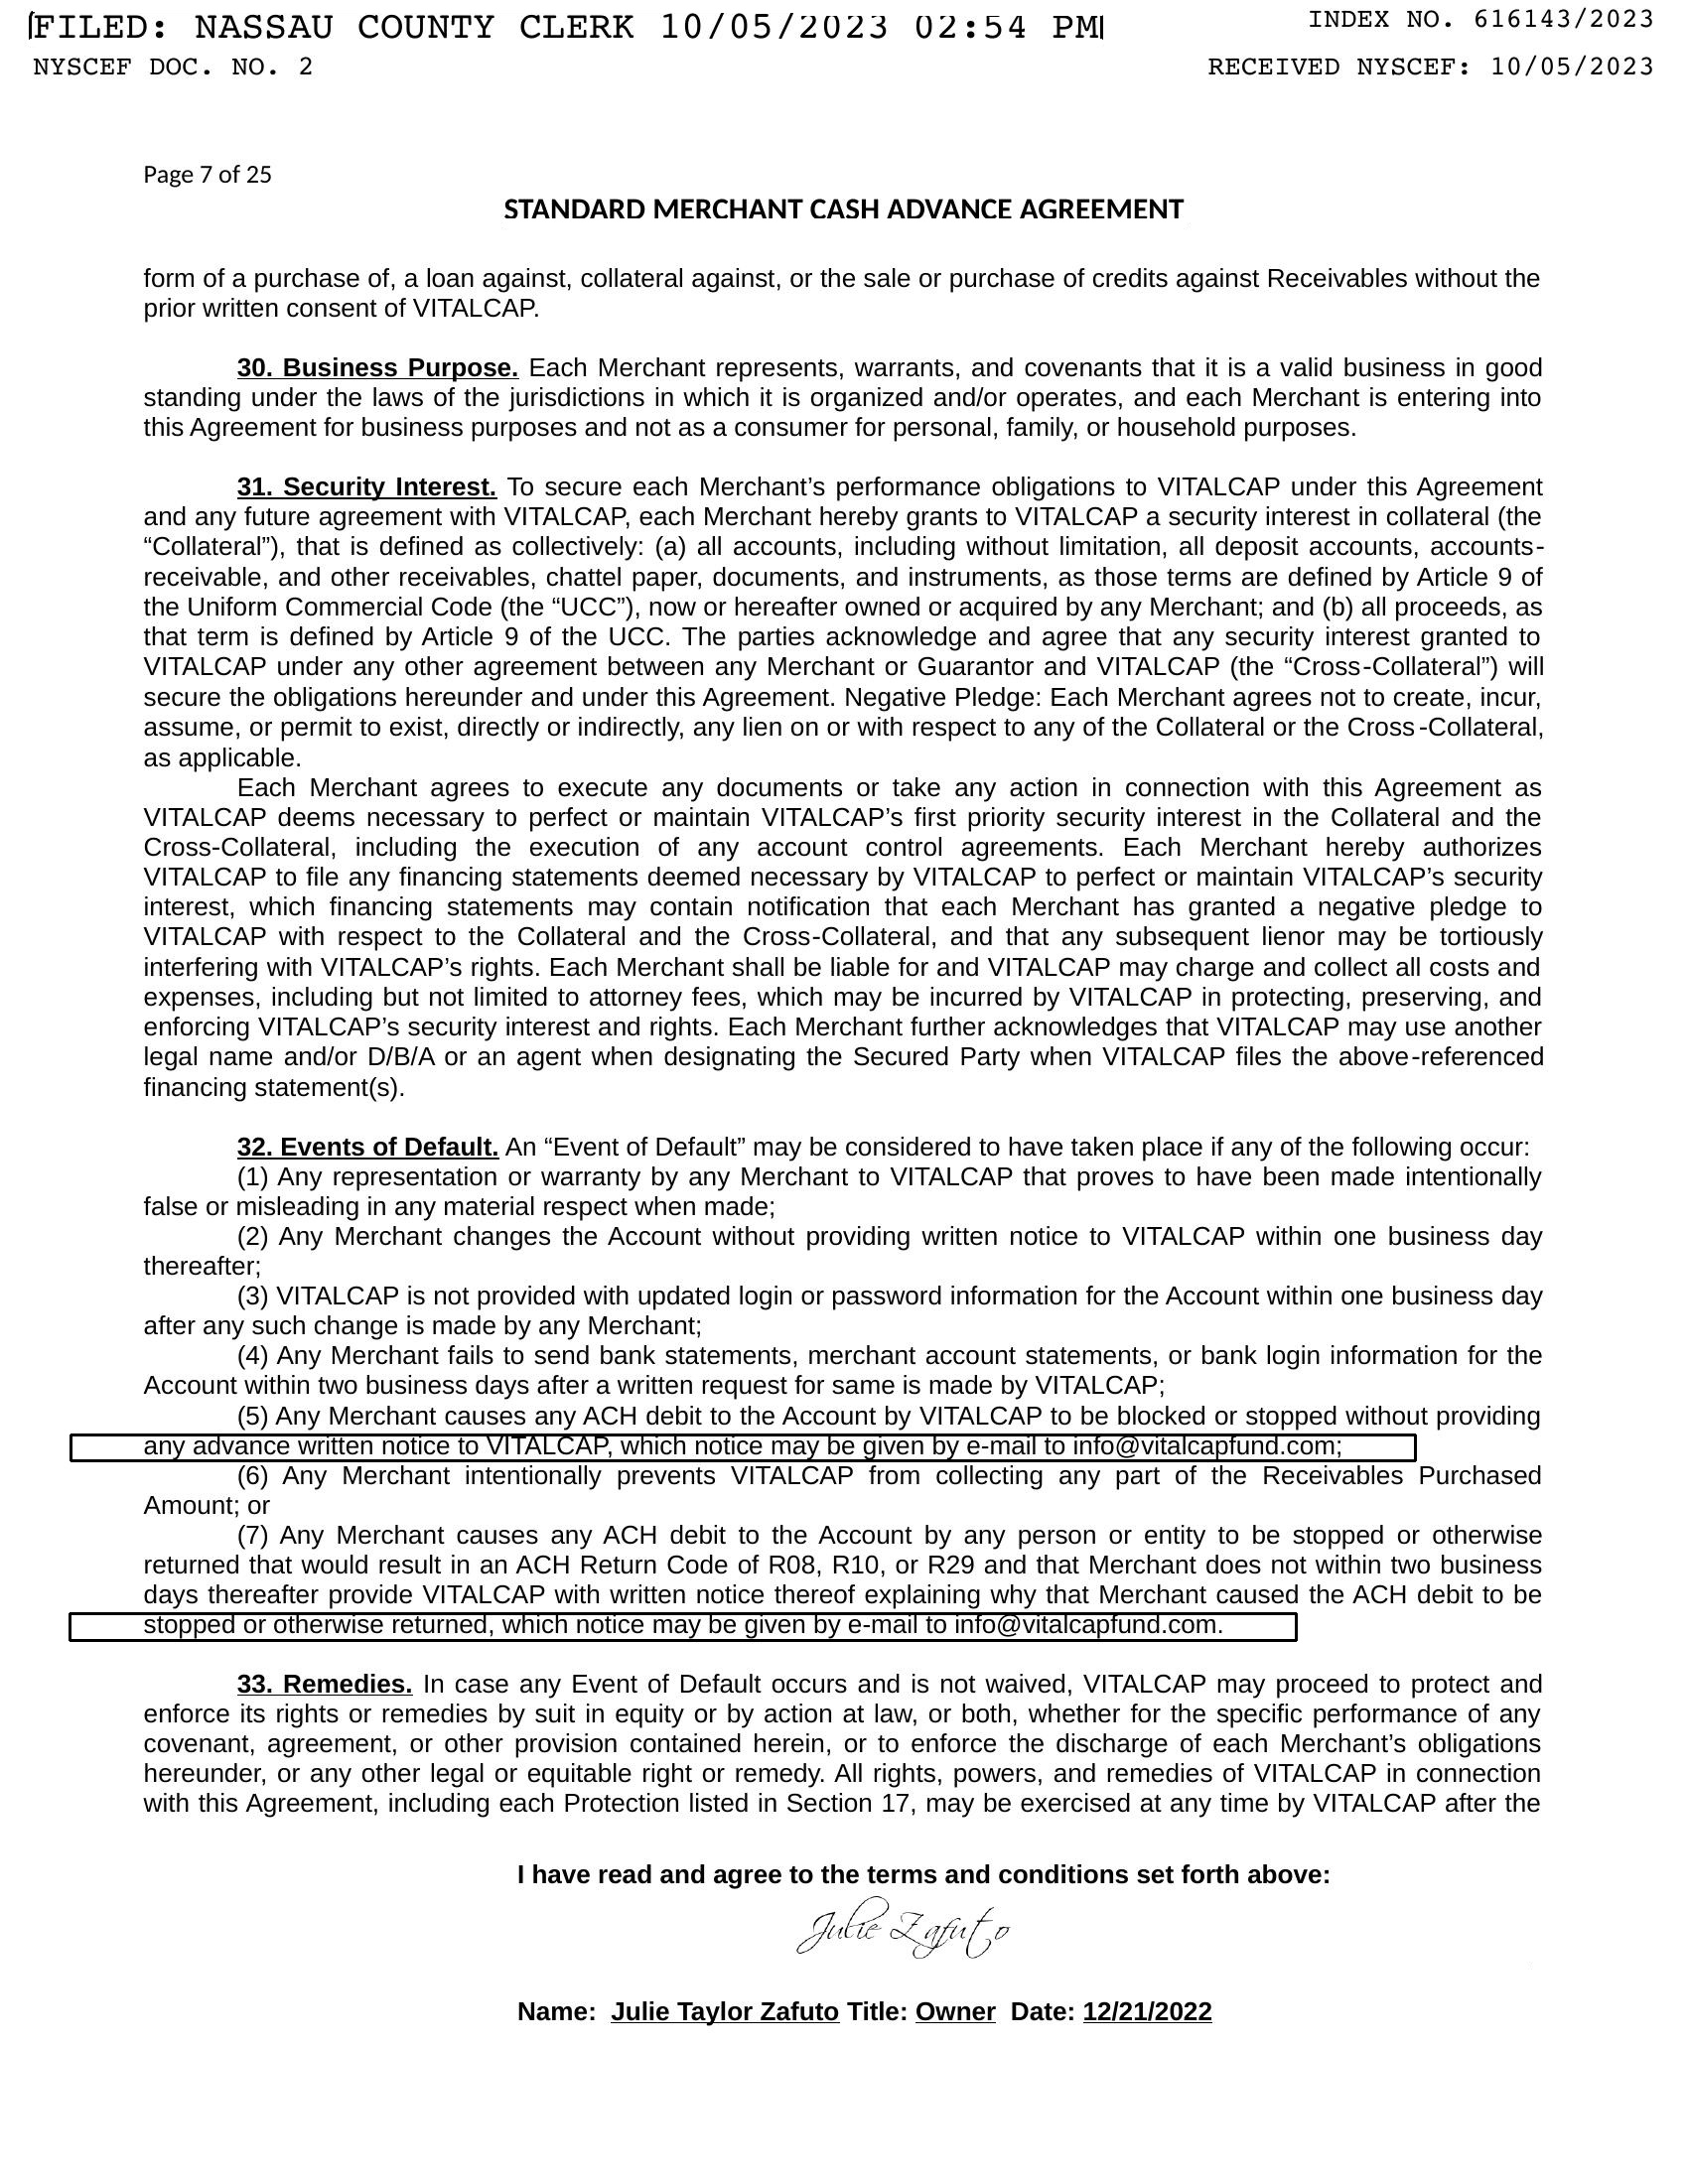 FILED: NASSAU COUNTY CLERK 10/05/2023 02:54 PM
INDEX NO. 616143/2023
NYSCEF DOC. NO. 2
RECEIVED NYSCEF: 10/05/2023
Page 7 of 25
STANDARD MERCHANT CASH ADVANCE AGREEMENT
form of a purchase of, a loan against, collateral against, or the sale or purchase of credits against Receivables without the
prior written consent of VITALCAP.
30. Business Purpose. Each Merchant represents, warrants, and covenants that it is a valid business in good
standing under the laws of the jurisdictions in which it is organized and/or operates, and each Merchant is entering into
this Agreement for business purposes and not as a consumer for personal, family, or household purposes.
31. Security Interest. To secure each Merchant’s performance obligations to VITALCAP under this Agreement
and any future agreement with VITALCAP, each Merchant hereby grants to VITALCAP a security interest in collateral (the
“Collateral”), that is defined as collectively: (a) all accounts, including without limitation, all deposit accounts, accounts-
receivable, and other receivables, chattel paper, documents, and instruments, as those terms are defined by Article 9 of
the Uniform Commercial Code (the “UCC”), now or hereafter owned or acquired by any Merchant; and (b) all proceeds, as
that term is defined by Article 9 of the UCC. The parties acknowledge and agree that any security interest granted to
VITALCAP under any other agreement between any Merchant or Guarantor and VITALCAP (the “Cross-Collateral”) will
secure the obligations hereunder and under this Agreement. Negative Pledge: Each Merchant agrees not to create, incur,
assume, or permit to exist, directly or indirectly, any lien on or with respect to any of the Collateral or the Cross-Collateral,
as applicable.
Each Merchant agrees to execute any documents or take any action in connection with this Agreement as
VITALCAP deems necessary to perfect or maintain VITALCAP’s first priority security interest in the Collateral and the
Cross-Collateral, including the execution of any account control agreements. Each Merchant hereby authorizes
VITALCAP to file any financing statements deemed necessary by VITALCAP to perfect or maintain VITALCAP’s security
interest, which financing statements may contain notification that each Merchant has granted a negative pledge to
VITALCAP with respect to the Collateral and the Cross-Collateral, and that any subsequent lienor may be tortiously
interfering with VITALCAP’s rights. Each Merchant shall be liable for and VITALCAP may charge and collect all costs and
expenses, including but not limited to attorney fees, which may be incurred by VITALCAP in protecting, preserving, and
enforcing VITALCAP’s security interest and rights. Each Merchant further acknowledges that VITALCAP may use another
legal name and/or D/B/A or an agent when designating the Secured Party when VITALCAP files the above-referenced
financing statement(s).
32. Events of Default. An “Event of Default” may be considered to have taken place if any of the following occur:
(1) Any representation or warranty by any Merchant to VITALCAP that proves to have been made intentionally
false or misleading in any material respect when made;
(2) Any Merchant changes the Account without providing written notice to VITALCAP within one business day
thereafter;
(3) VITALCAP is not provided with updated login or password information for the Account within one business day
after any such change is made by any Merchant;
(4) Any Merchant fails to send bank statements, merchant account statements, or bank login information for the
Account within two business days after a written request for same is made by VITALCAP;
(5) Any Merchant causes any ACH debit to the Account by VITALCAP to be blocked or stopped without providing
any advance written notice to VITALCAP, which notice may be given by e-mail to info@vitalcapfund.com;
(6) Any Merchant intentionally prevents VITALCAP from collecting any part of the Receivables Purchased
Amount; or
(7) Any Merchant causes any ACH debit to the Account by any person or entity to be stopped or otherwise
returned that would result in an ACH Return Code of R08, R10, or R29 and that Merchant does not within two business
days thereafter provide VITALCAP with written notice thereof explaining why that Merchant caused the ACH debit to be
stopped or otherwise returned, which notice may be given by e-mail to info@vitalcapfund.com.
33. Remedies. In case any Event of Default occurs and is not waived, VITALCAP may proceed to protect and
enforce its rights or remedies by suit in equity or by action at law, or both, whether for the specific performance of any
covenant, agreement, or other provision contained herein, or to enforce the discharge of each Merchant’s obligations
hereunder, or any other legal or equitable right or remedy. All rights, powers, and remedies of VITALCAP in connection
with this Agreement, including each Protection listed in Section 17, may be exercised at any time by VITALCAP after the
I have read and agree to the terms and conditions set forth above:
Julie Zafuto
Name: Julie Taylor Zafuto Title: Owner Date: 12/21/2022